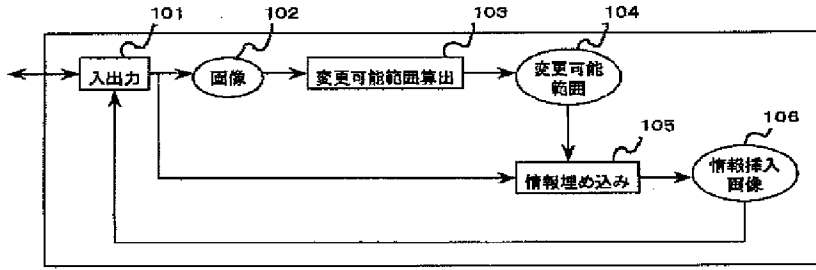 101
102
103
104
入出力
画像
変更可能範囲算出
変更可能
範囲
105
106
情報埋め込み
情報挿入
画像